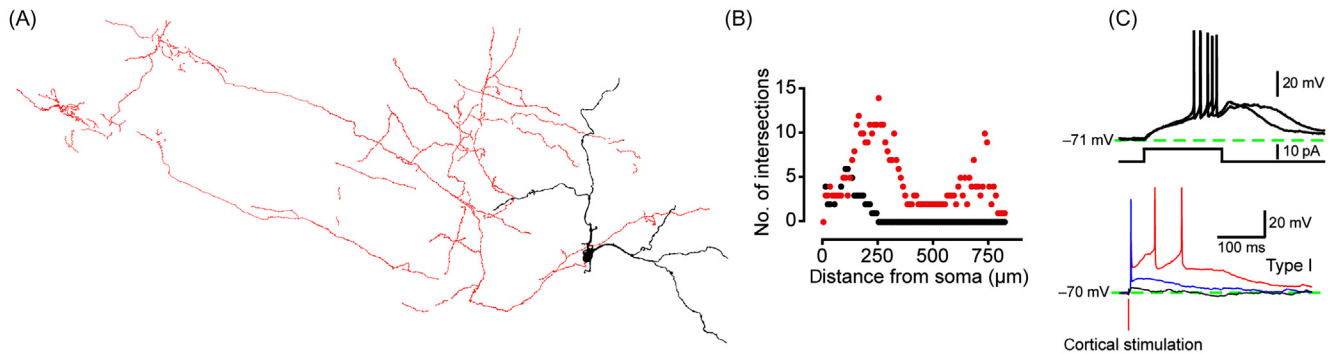 (A)
(B)
No. of intersections
15
10
5
0
0
250
500
750
Distance from soma (μm)
(C)
20 mV
–71 mV
10 pA
20 mV
100 ms
Type I
–70 mV
Cortical stimulation